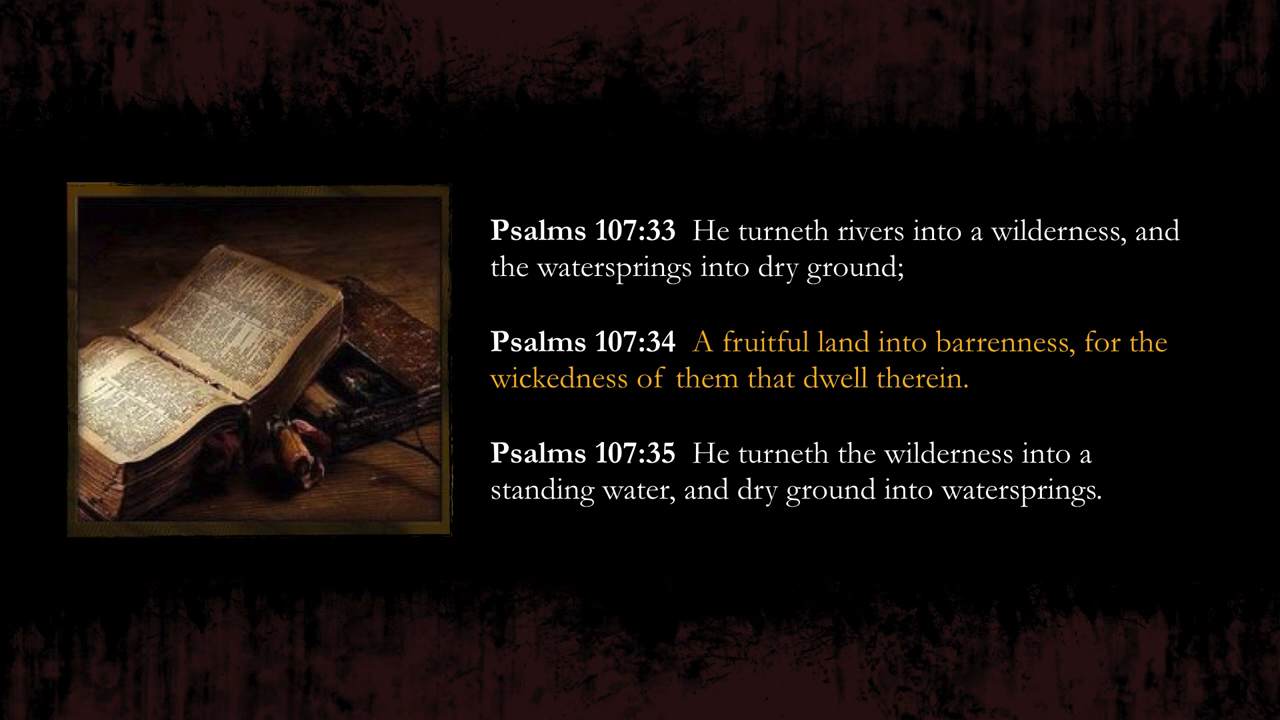 Psalms 107:33  He turneth rivers into a wilderness, and
the watersprings into dry ground;
Psalms 107:34  A fruitful land into barrenness, for the
wickedness of them that dwell therein.
Psalms 107:35  He turneth the wilderness into a
standing water, and dry ground into watersprings.